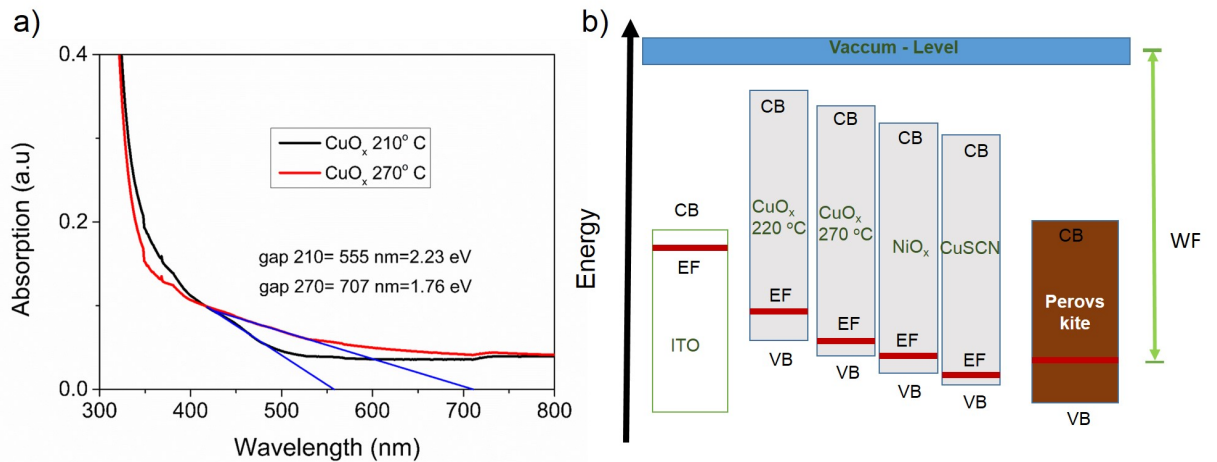 a)
0.4
0.2
0.0
Absorption (a.u)
300
400
500
600
700
800
Wavelength (nm)
CuOₓ 210° C
CuOₓ 270° C
gap 210= 555 nm=2.23 eV
gap 270= 707 nm=1.76 eV
b)
Energy
Vaccum - Level
CB
EF
ITO
CB
CuOₓ
220 °C
EF
VB
CB
CuOₓ
270 °C
EF
VB
CB
NiOₓ
EF
VB
CB
CuSCN
EF
VB
CB
Perovs
kite
VB
WF